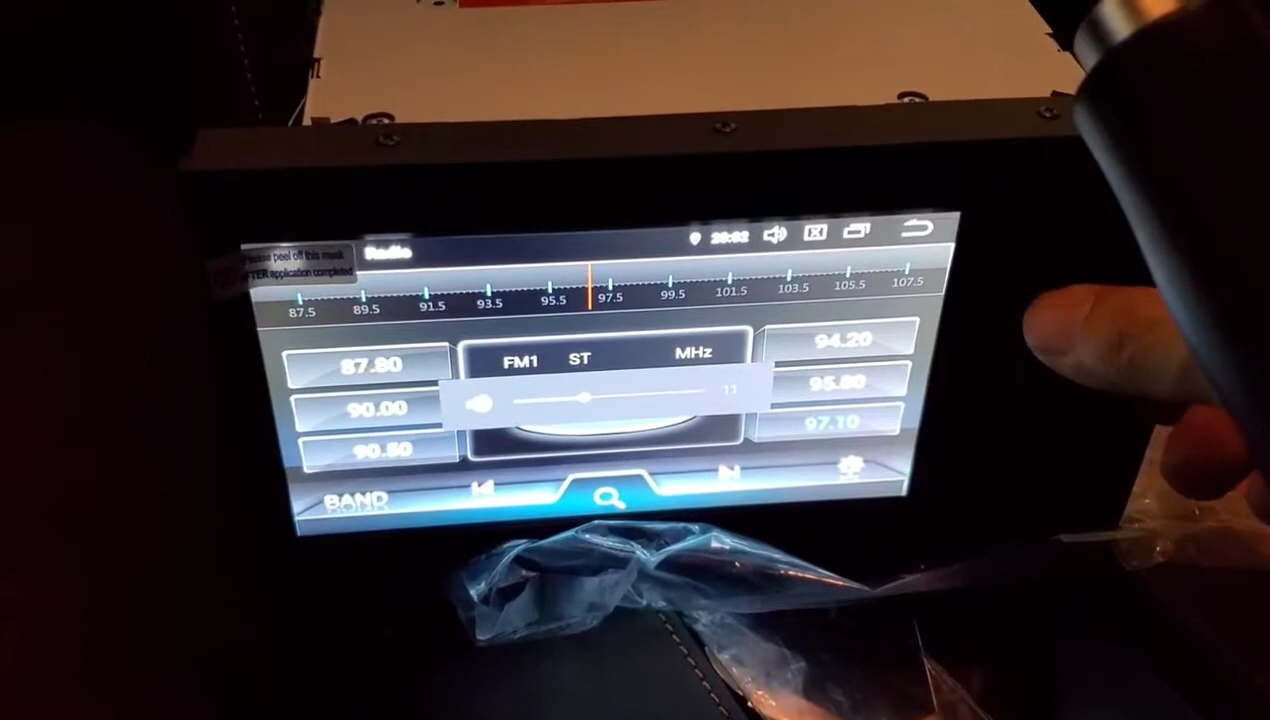 Please peel off this mask
AFTER application completed
Radio
20:02
87.5 89.5 91.5 93.5 95.5 97.5 99.5 101.5 103.5 105.5 107.5
FM1 ST MHz
87.80
90.00
90.50
11
94.20
95.80
97.10
BAND